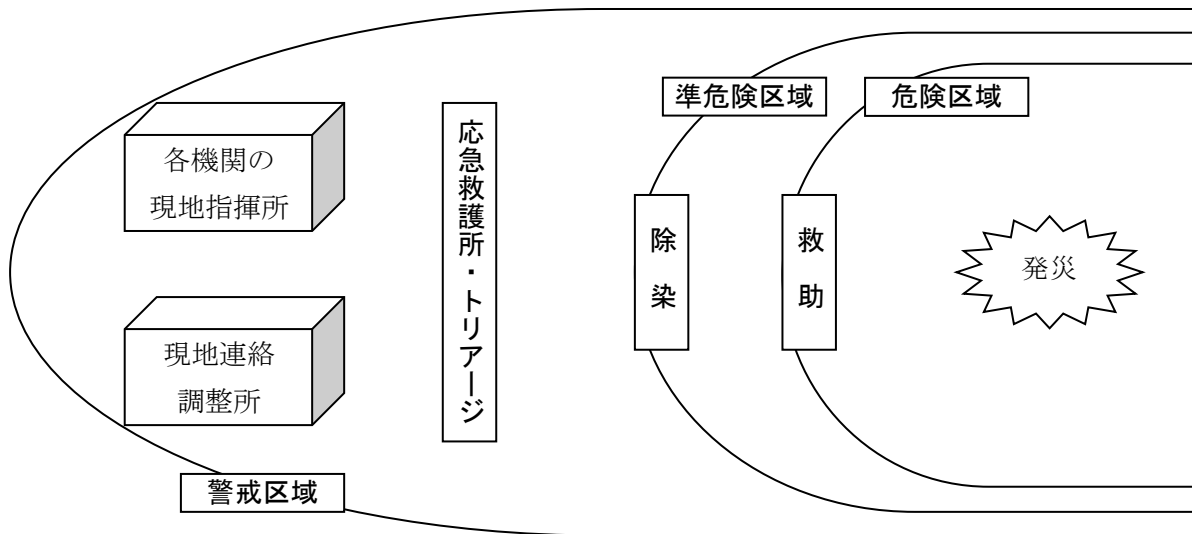 準危険区域
危険区域
各機関の
現地指揮所
応急救護所・トリアージ
除染
救助
発災
現地連絡
調整所
警戒区域